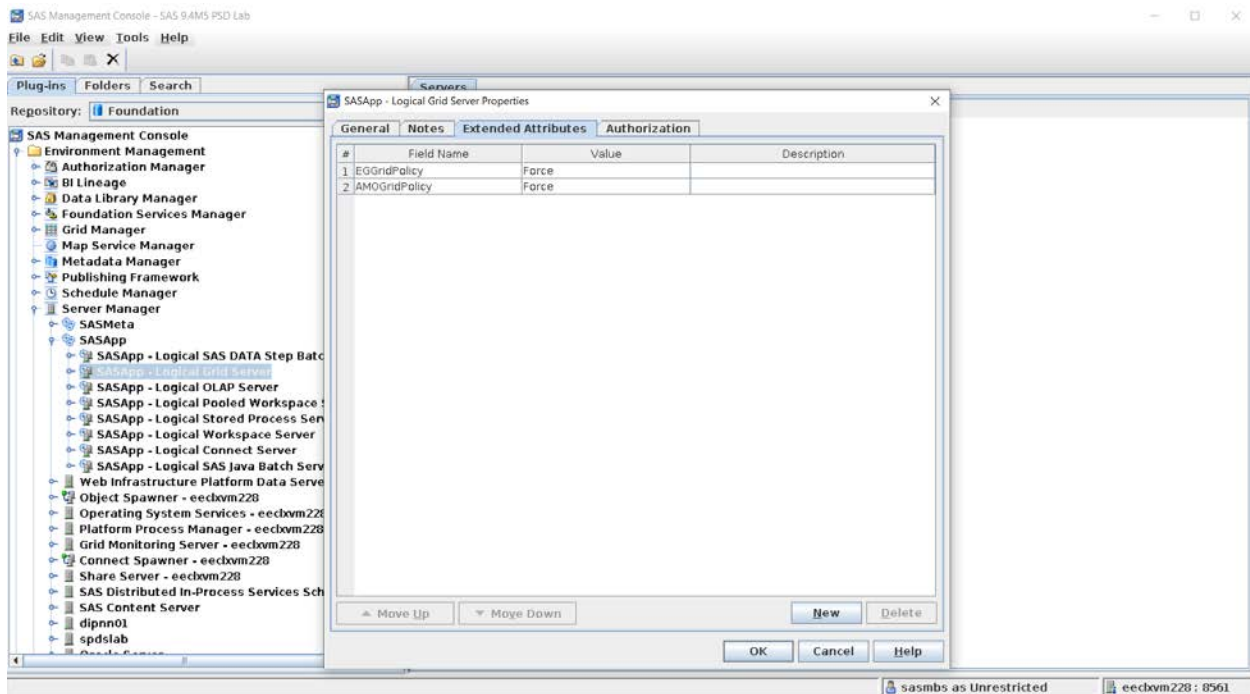 SAS Management Console - SAS 9.4M5 PSD Lab
File Edit View Tools Help
Plug-ins Folders Search
Repository: Foundation
SAS Management Console
Environment Management
Authorization Manager
BI Lineage
Data Library Manager
Foundation Services Manager
Grid Manager
Map Service Manager
Metadata Manager
Publishing Framework
Schedule Manager
Server Manager
SASMeta
SASApp
SASApp - Logical SAS DATA Step Batc
SASApp - Logical Grid Server
SASApp - Logical OLAP Server
SASApp - Logical Pooled Workspace
SASApp - Logical Stored Process Serv
SASApp - Logical Workspace Server
SASApp - Logical Connect Server
SASApp - Logical SAS Java Batch Serv
Web Infrastructure Platform Data Serve
Object Spawner - eeclxvm228
Operating System Services - eeclxvm228
Platform Process Manager - eeclxvm228
Grid Monitoring Server - eeclxvm228
Connect Spawner - eeclxvm228
Share Server - eeclxvm228
SAS Distributed In-Process Services Sch
SAS Content Server
dipnn01
spdslab
Servers
SASApp - Logical Grid Server Properties
General Notes Extended Attributes Authorization
# Field Name Value Description
1 EGGridPolicy Force
2 AMOGridPolicy Force
Move Up Move Down New Delete
OK Cancel Help
sasmbs as Unrestricted eeclxvm228 : 8561